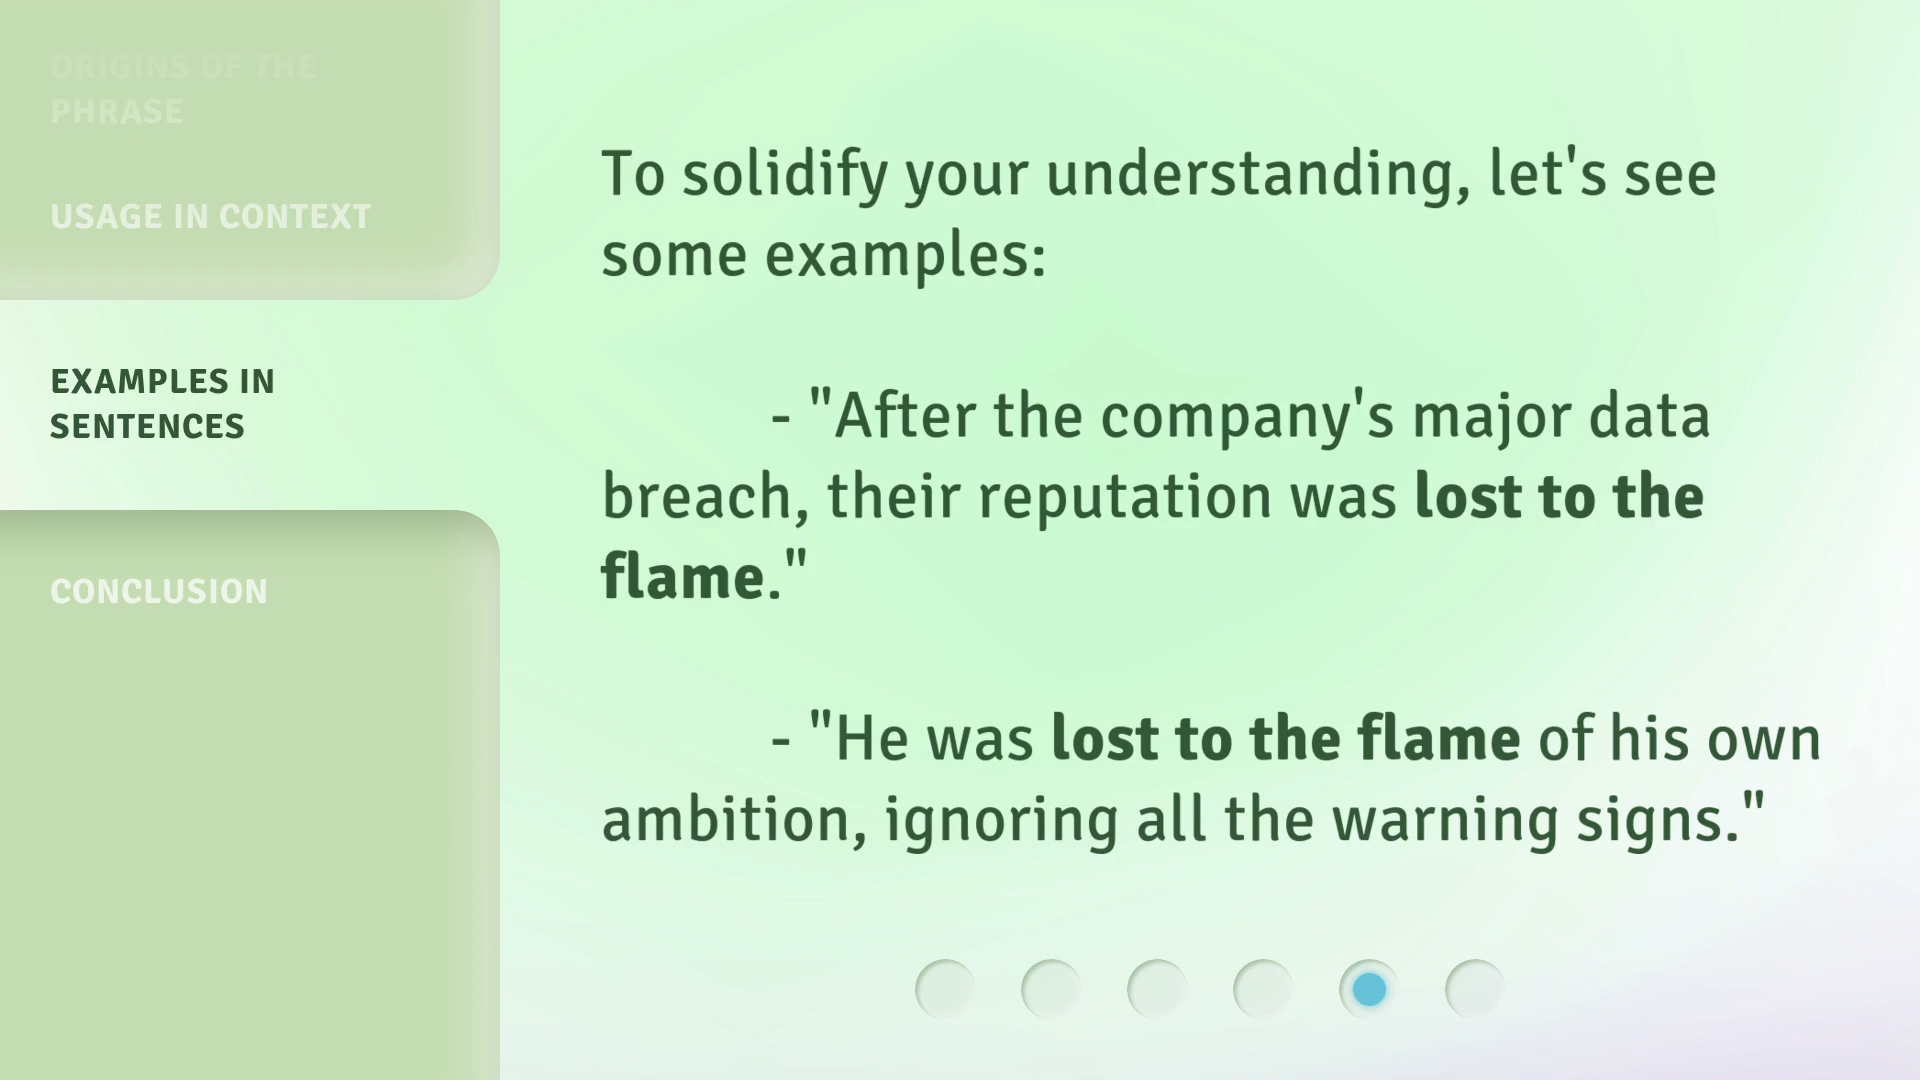 ORIGINS OF THE
PHRASE
USAGE IN CONTEXT
EXAMPLES IN
SENTENCES
CONCLUSION
To solidify your understanding, let's see
some examples:
- "After the company's major data
breach, their reputation was lost to the
flame."
- "He was lost to the flame of his own
ambition, ignoring all the warning signs."